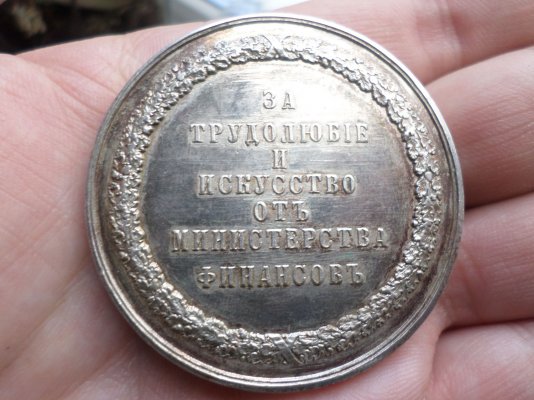 ЗА
ТРУДОЛЮБІЕ
И
ИСКУССТВО
ОТЪ
МИНИСТЕРСТВА
ФИНАНСОВЪ